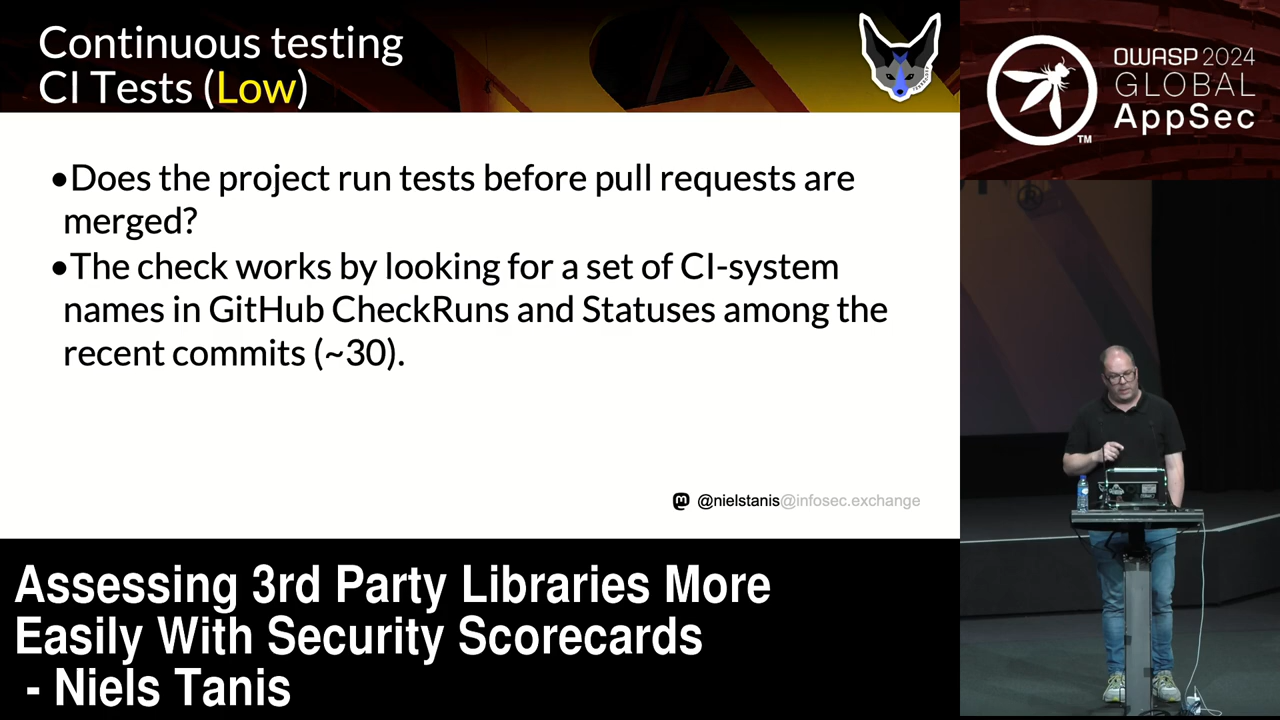 Continuous testing
CI Tests (Low)
•Does the project run tests before pull requests are
merged?
•The check works by looking for a set of CI-system
names in GitHub CheckRuns and Statuses among the
recent commits (~30).
@nielstanis@infosec.exchange
Assessing 3rd Party Libraries More
Easily With Security Scorecards
- Niels Tanis
OWASP 2024
GLOBAL
AppSec
TM